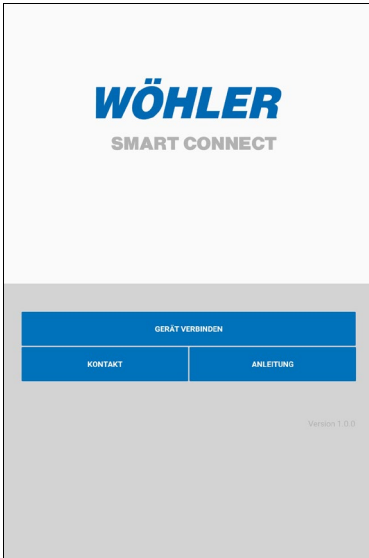 WÖHLER
SMART CONNECT
GERÄT VERBINDEN
KONTAKT
ANLEITUNG
Version 1.0.0